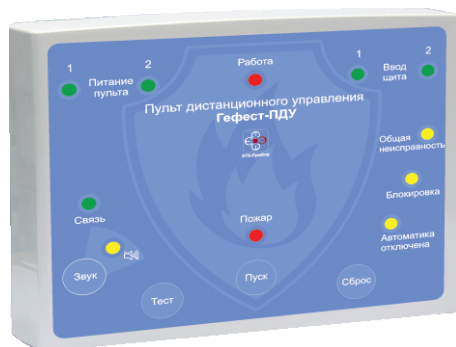 1
2
Питание
пульта
Работа
1
2
Ввод
щита
Пульт дистанционного управления
Гефест-ПДУ
Общая
неисправность
Блокировка
Связь
Пожар
Автоматика
отключена
Звук
Тест
Пуск
Сброс